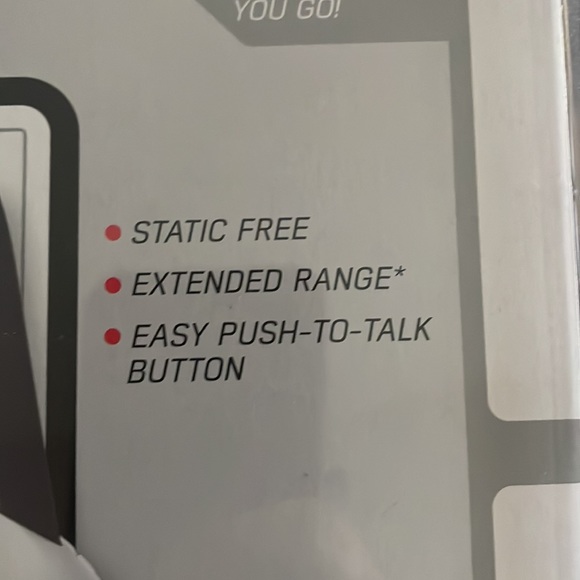 YOU GO!
STATIC FREE
EXTENDED RANGE*
EASY PUSH-TO-TALK
BUTTON